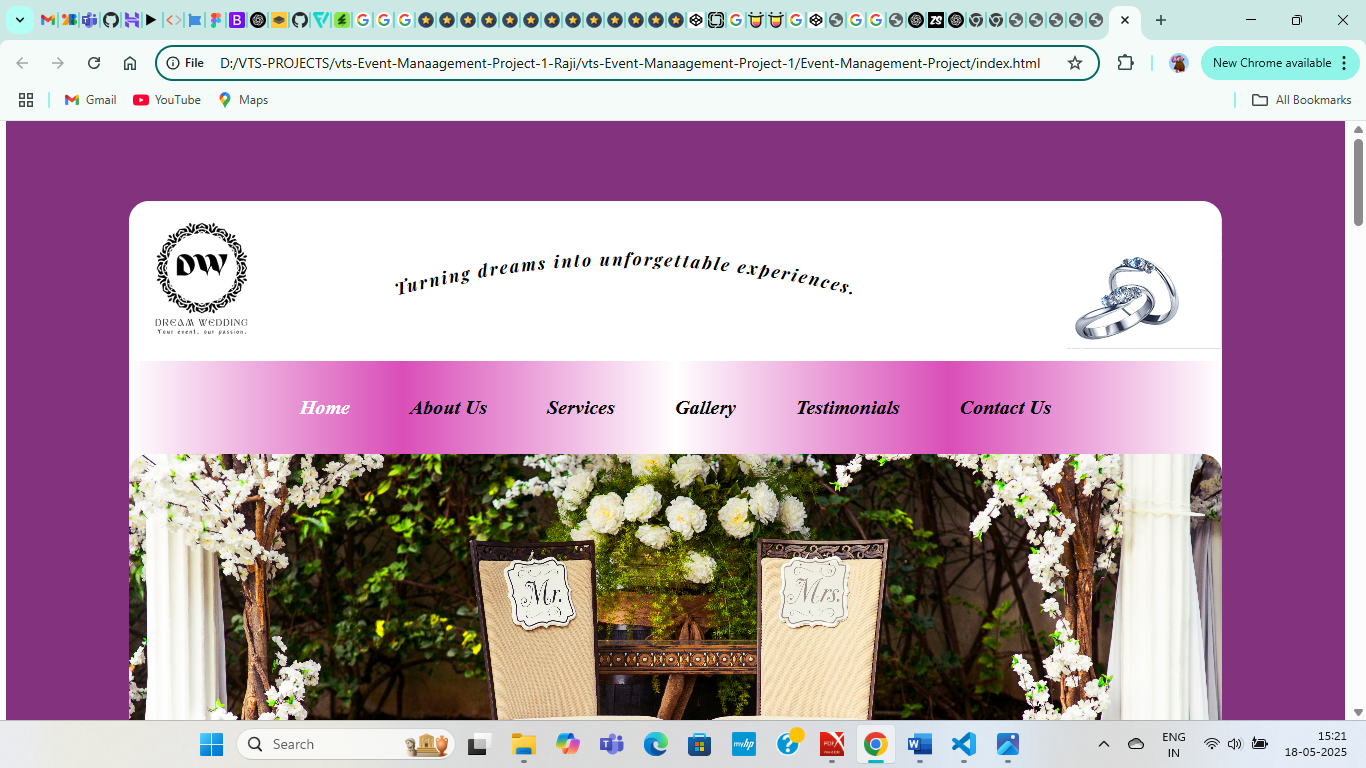 File D:/VTS-PROJECTS/vts-Event-Manaagement-Project-1-Raji/vts-Event-Manaagement-Project-1/Event-Management-Project/index.html New Chrome available
Gmail YouTube Maps All Bookmarks
DW
DREAM WEDDING
Your event, our passion.
Turning dreams into unforgettable experiences.
Home About Us Services Gallery Testimonials Contact Us
Mr. Mrs.
Search ENG 15:21
IN 18-05-2025